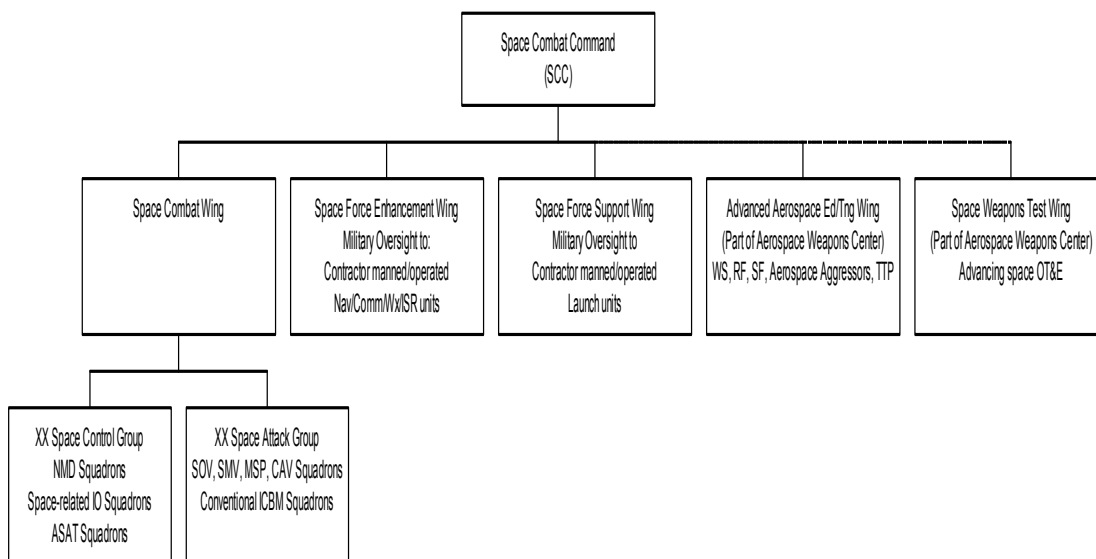 Space Combat Command
(SCC)
Space Combat Wing
Space Force Enhancement Wing
Military Oversight to:
Contractor manned/operated
Nav/Comm/Wx/ISR units
Space Force Support Wing
Military Oversight to
Contractor manned/operated
Launch units
Advanced Aerospace Ed/Tng Wing
(Part of Aerospace Weapons Center)
WS, RF, SF, Aerospace Aggressors, TTP
Space Weapons Test Wing
(Part of Aerospace Weapons Center)
Advancing space OT&E
XX Space Control Group
NMD Squadrons
Space-related IO Squadrons
ASAT Squadrons
XX Space Attack Group
SOV, SMV, MSP, CAV Squadrons
Conventional ICBM Squadrons